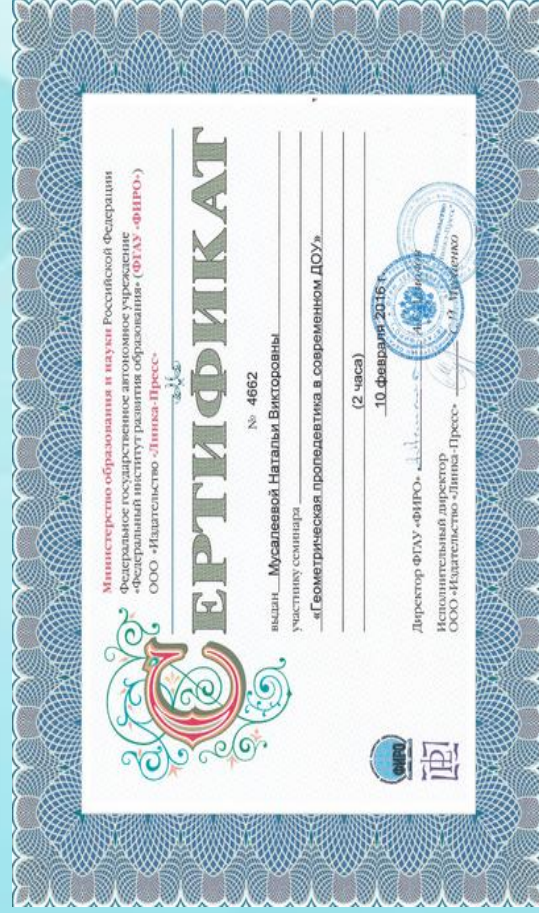 Министерство образования и науки Российской Федерации
Федеральное государственное автономное учреждение
«Федеральный институт развития образования» (ФГАУ «ФИРО»)
ООО «Издательство «Линка-Пресс»
СЕРТИФИКАТ
№ 4662
выдан Мусалеевой Натальи Викторовны
участнику семинара
«Геометрическая пропедевтика в современном ДОУ»
(2 часа)
10 февраля 2016 г.
Директор ФГАУ «ФИРО»
Исполнительный директор
ООО «Издательство «Линка-Пресс»
ФИРО